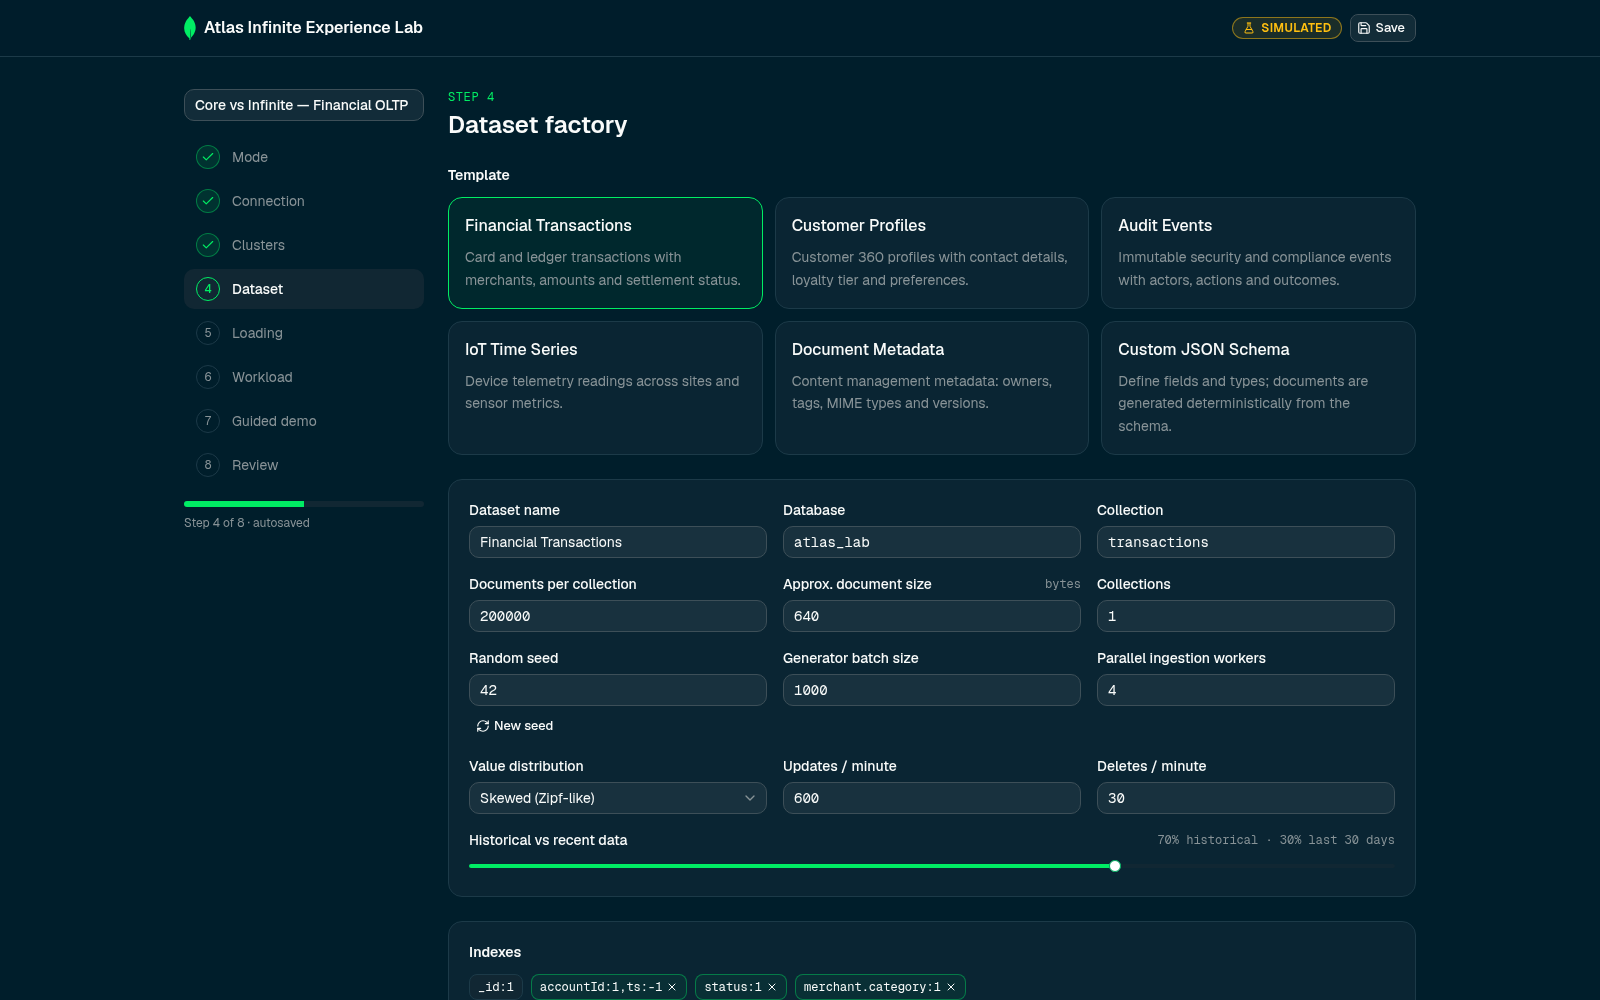 Atlas Infinite Experience Lab
SIMULATED
Save
Core vs Infinite — Financial OLTP
Mode
Connection
Clusters
4 Dataset
5 Loading
6 Workload
7 Guided demo
8 Review
Step 4 of 8 · autosaved
STEP 4
Dataset factory
Template
Financial Transactions
Card and ledger transactions with
merchants, amounts and settlement status.
Customer Profiles
Customer 360 profiles with contact details,
loyalty tier and preferences.
Audit Events
Immutable security and compliance events
with actors, actions and outcomes.
IoT Time Series
Device telemetry readings across sites and
sensor metrics.
Document Metadata
Content management metadata: owners,
tags, MIME types and versions.
Custom JSON Schema
Define fields and types; documents are
generated deterministically from the
schema.
Dataset name
Financial Transactions
Database
atlas_lab
Collection
transactions
Documents per collection
200000
Approx. document size bytes
640
Collections
1
Random seed
42
New seed
Generator batch size
1000
Parallel ingestion workers
4
Value distribution
Skewed (Zipf-like)
Updates / minute
600
Deletes / minute
30
Historical vs recent data
70% historical · 30% last 30 days
Indexes
_id:1
accountId:1,ts:-1
status:1
merchant.category:1